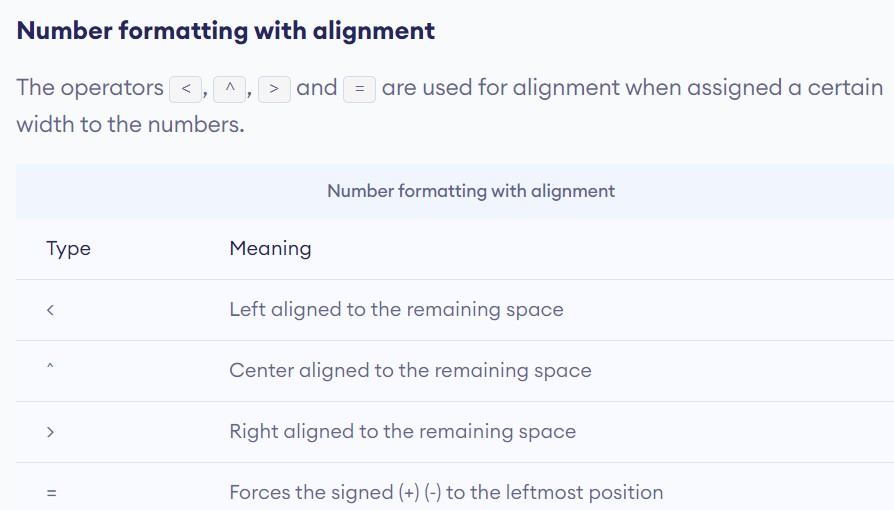 Number formatting with alignment
The operators <, ^, > and = are used for alignment when assigned a certain
width to the numbers.
Number formatting with alignment
Type Meaning
< Left aligned to the remaining space
^ Center aligned to the remaining space
> Right aligned to the remaining space
= Forces the signed (+) (-) to the leftmost position